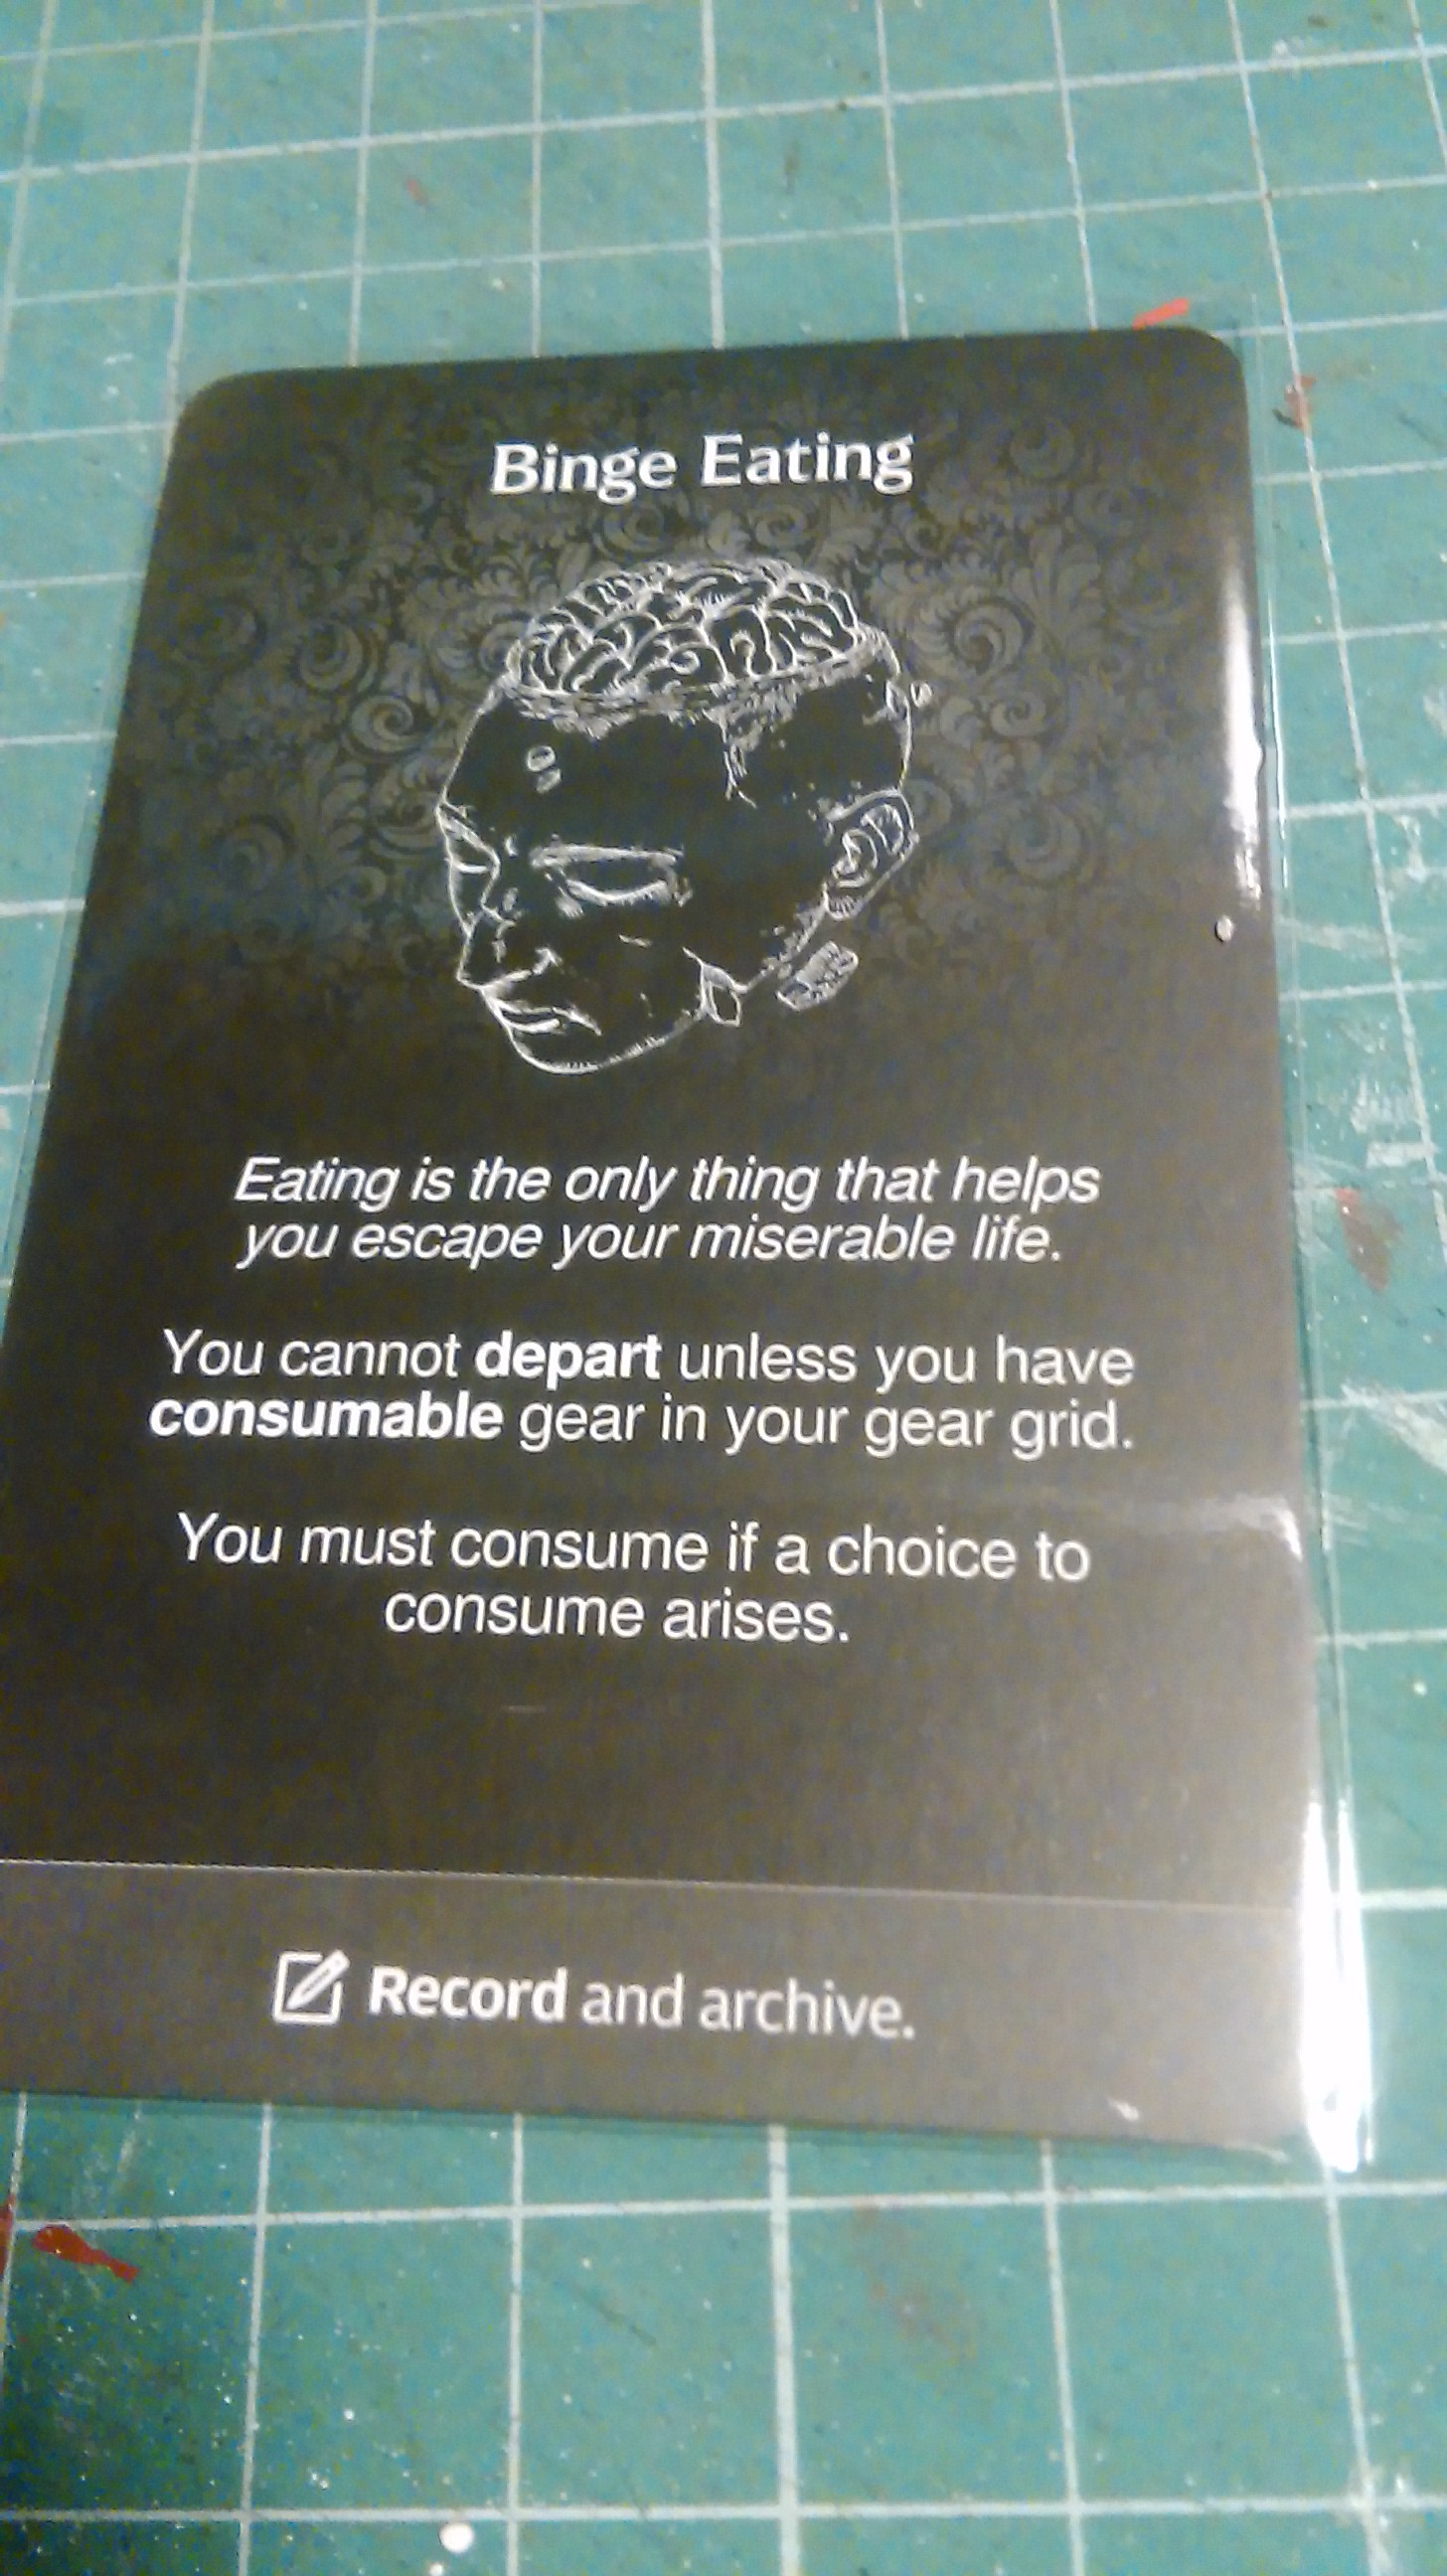 Binge Eating
Eating is the only thing that helps
you escape your miserable life.
You cannot depart unless you have
consumable gear in your gear grid.
You must consume if a choice to
consume arises.
Record and archive.